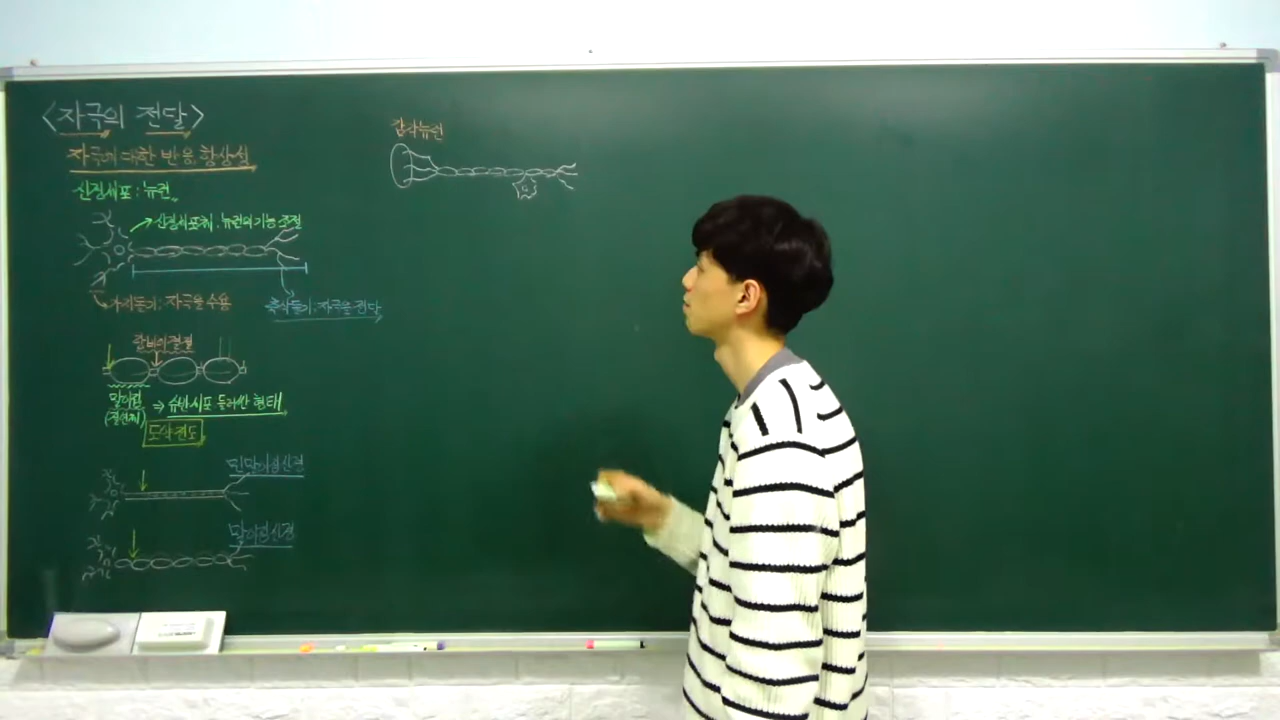 <자극의 전달>
자극에 대한 반응, 항상성
신경세포 : 뉴런
신경세포체 : 뉴런의 기능 조절
가지돌기 : 자극을 수용
축삭돌기 : 자극을 전달
랑비에 결절
말이집
(절연체)
⇒ 슈반세포 둘러싼 형태
도약전도
민말이집 신경
말이집 신경
감각뉴런